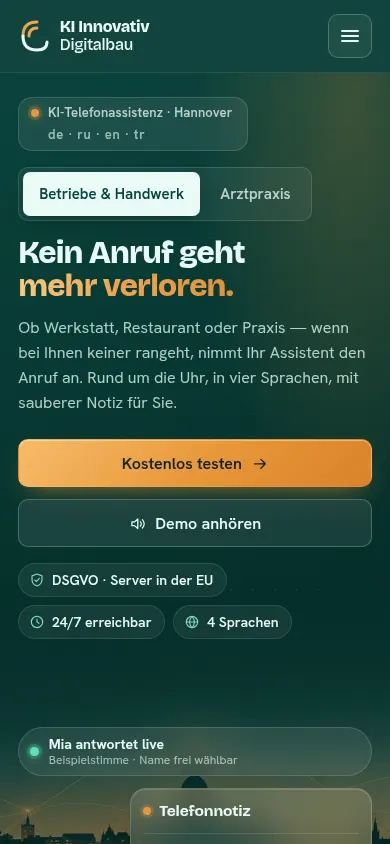 KI Innovativ
Digitalbau
KI-Telefonassistenz · Hannover
de · ru · en · tr
Betriebe & Handwerk
Arztpraxis
Kein Anruf geht
mehr verloren.
Ob Werkstatt, Restaurant oder Praxis — wenn
bei Ihnen keiner rangeht, nimmt Ihr Assistent den
Anruf an. Rund um die Uhr, in vier Sprachen, mit
sauberer Notiz für Sie.
Kostenlos testen →
Demo anhören
DSGVO · Server in der EU
24/7 erreichbar
4 Sprachen
Mia antwortet live
Beispielstimme · Name frei wählbar
Telefonnotiz